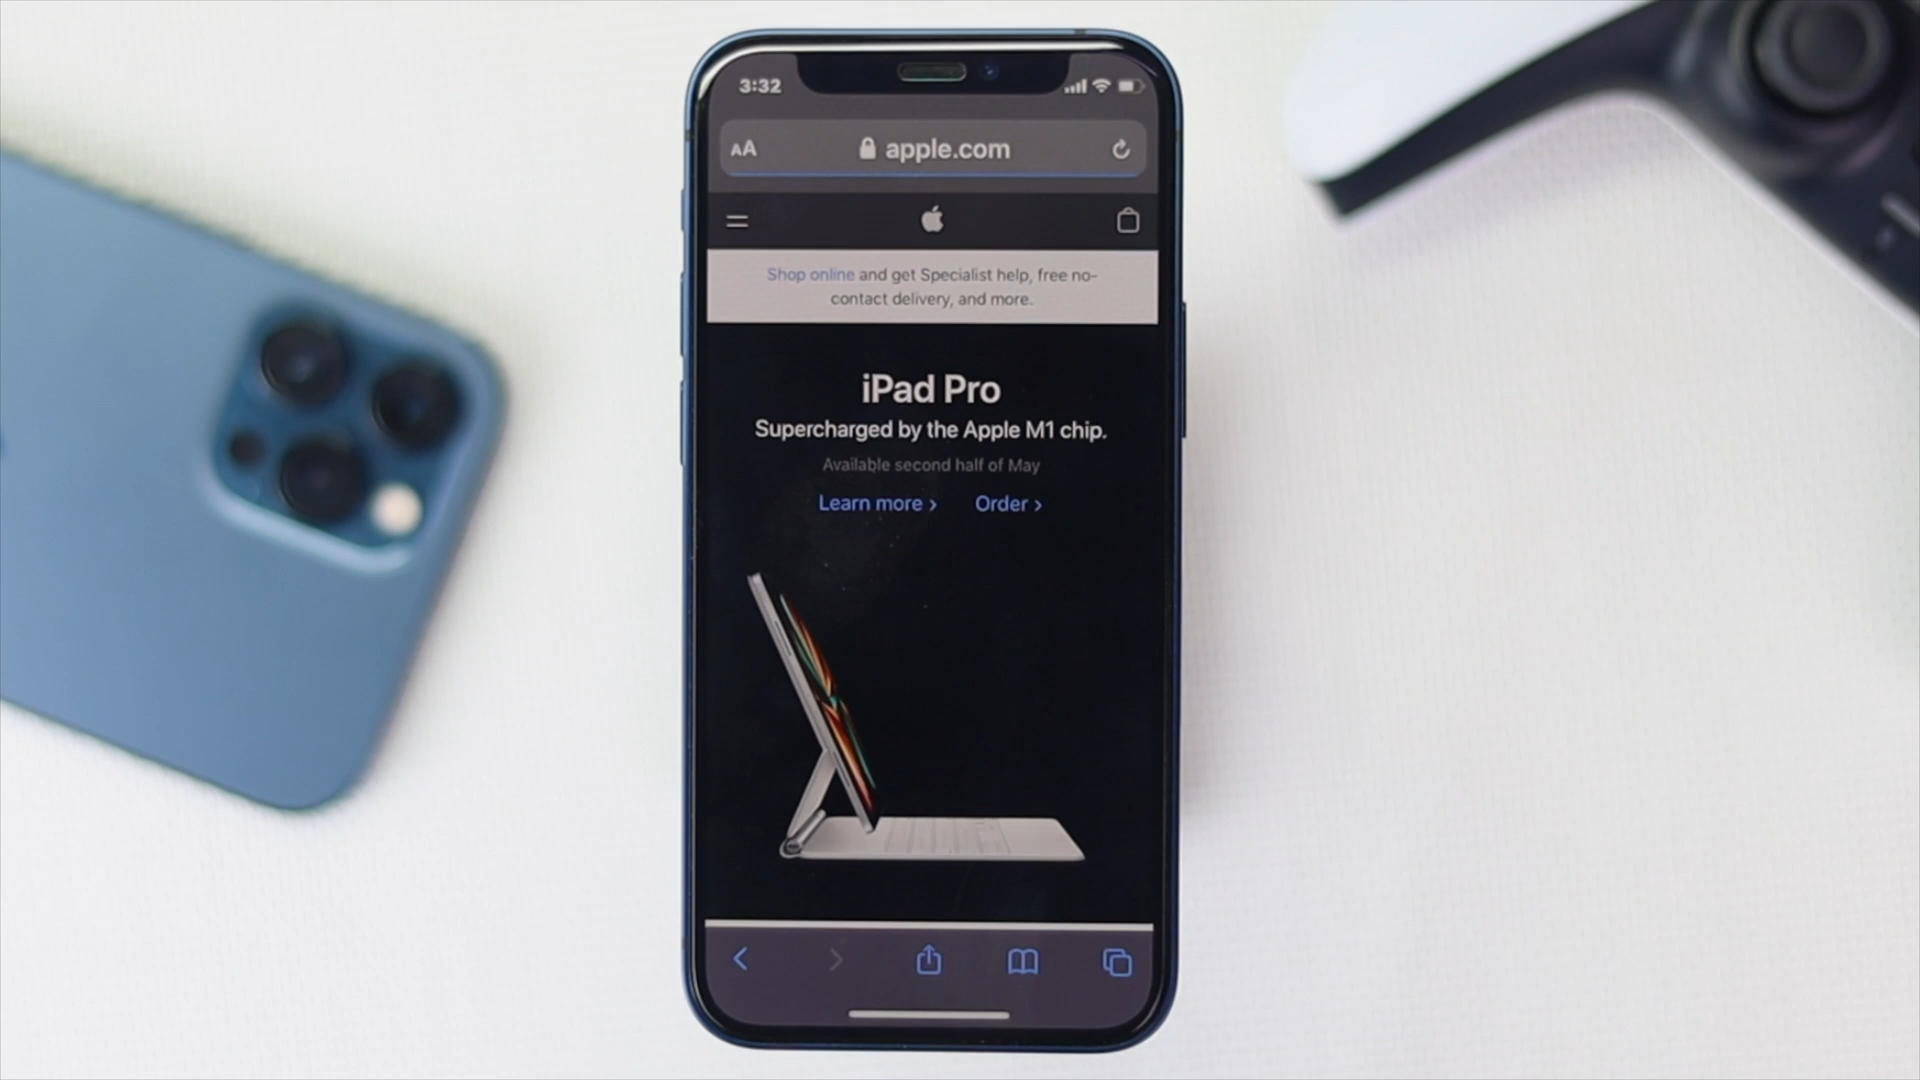 3:32
AA
apple.com
Shop online and get Specialist help, free no-
contact delivery, and more.
iPad Pro
Supercharged by the Apple M1 chip.
Available second half of May
Learn more › Order ›